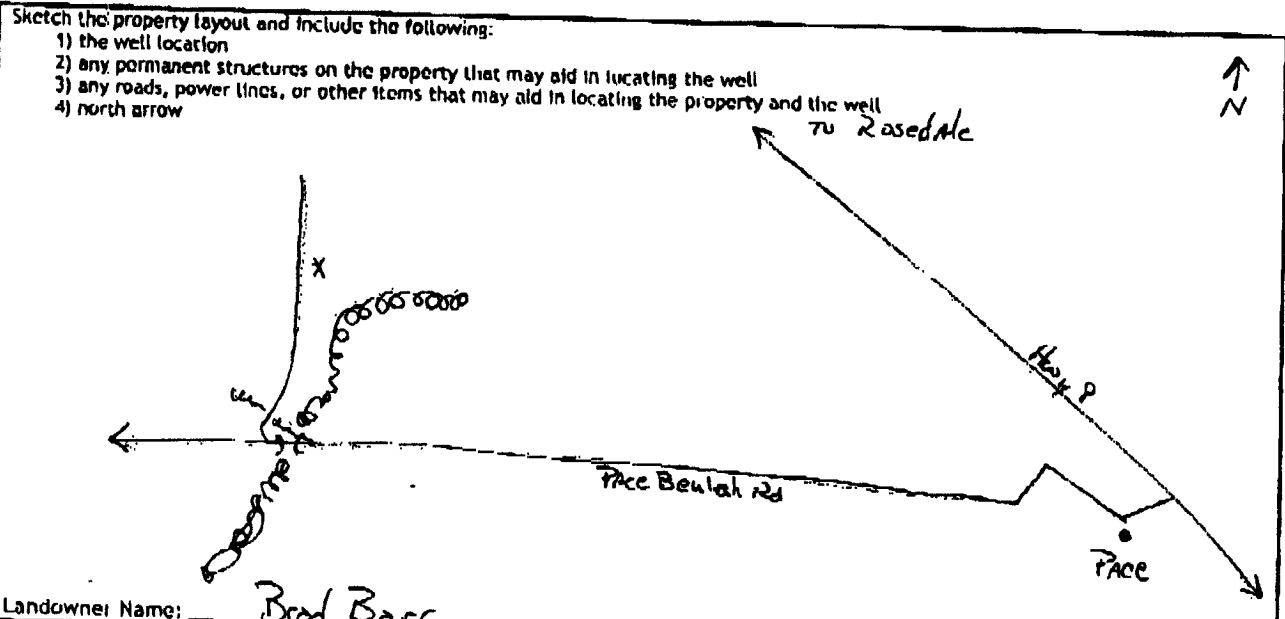 Sketch the property layout and include the following:
1) the well location
2) any permanent structures on the property that may aid in locating the well
3) any roads, power lines, or other items that may aid in locating the property and the well
4) north arrow
N
To Rosedale
X
Hwy 8
Pace Beulah Rd
Pace
Landowner Name: Brad Barr